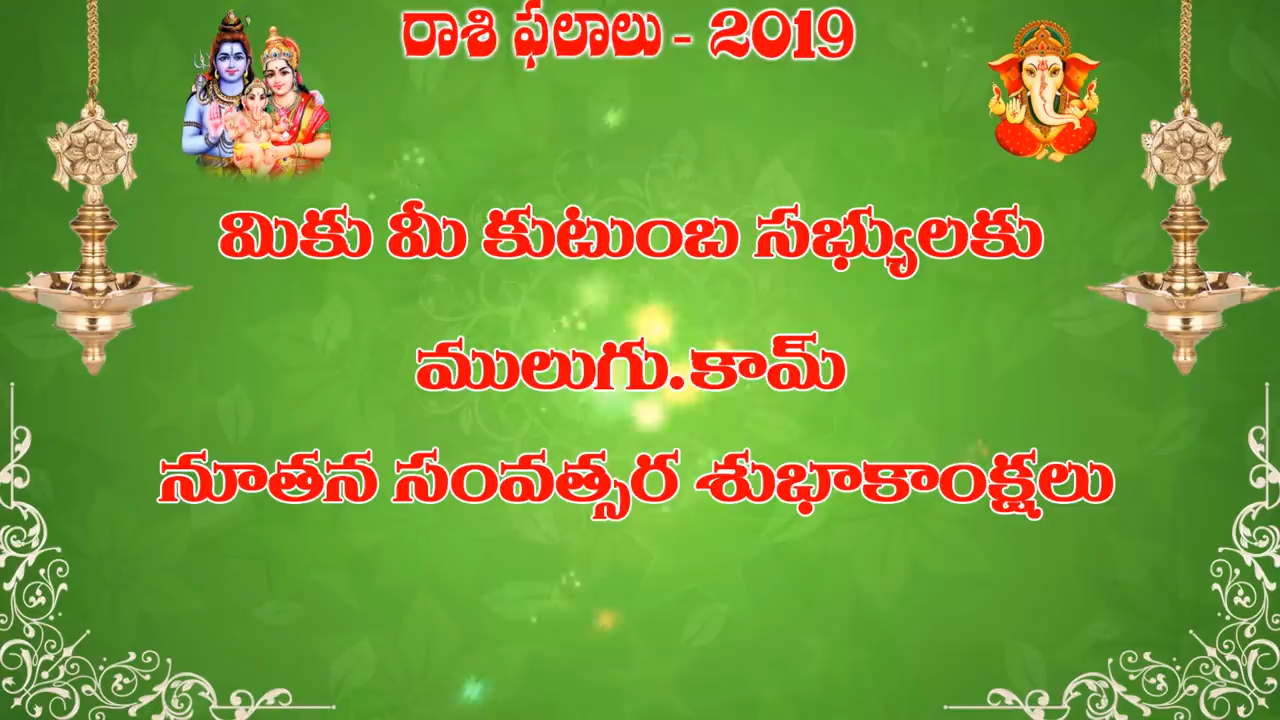 రాశి ఫలాలు - 2019
మికు మీ కుటుంబ సభ్యులకు
ములుగు.కామ్
నూతన సంవత్సర శుభాకాంక్షలు